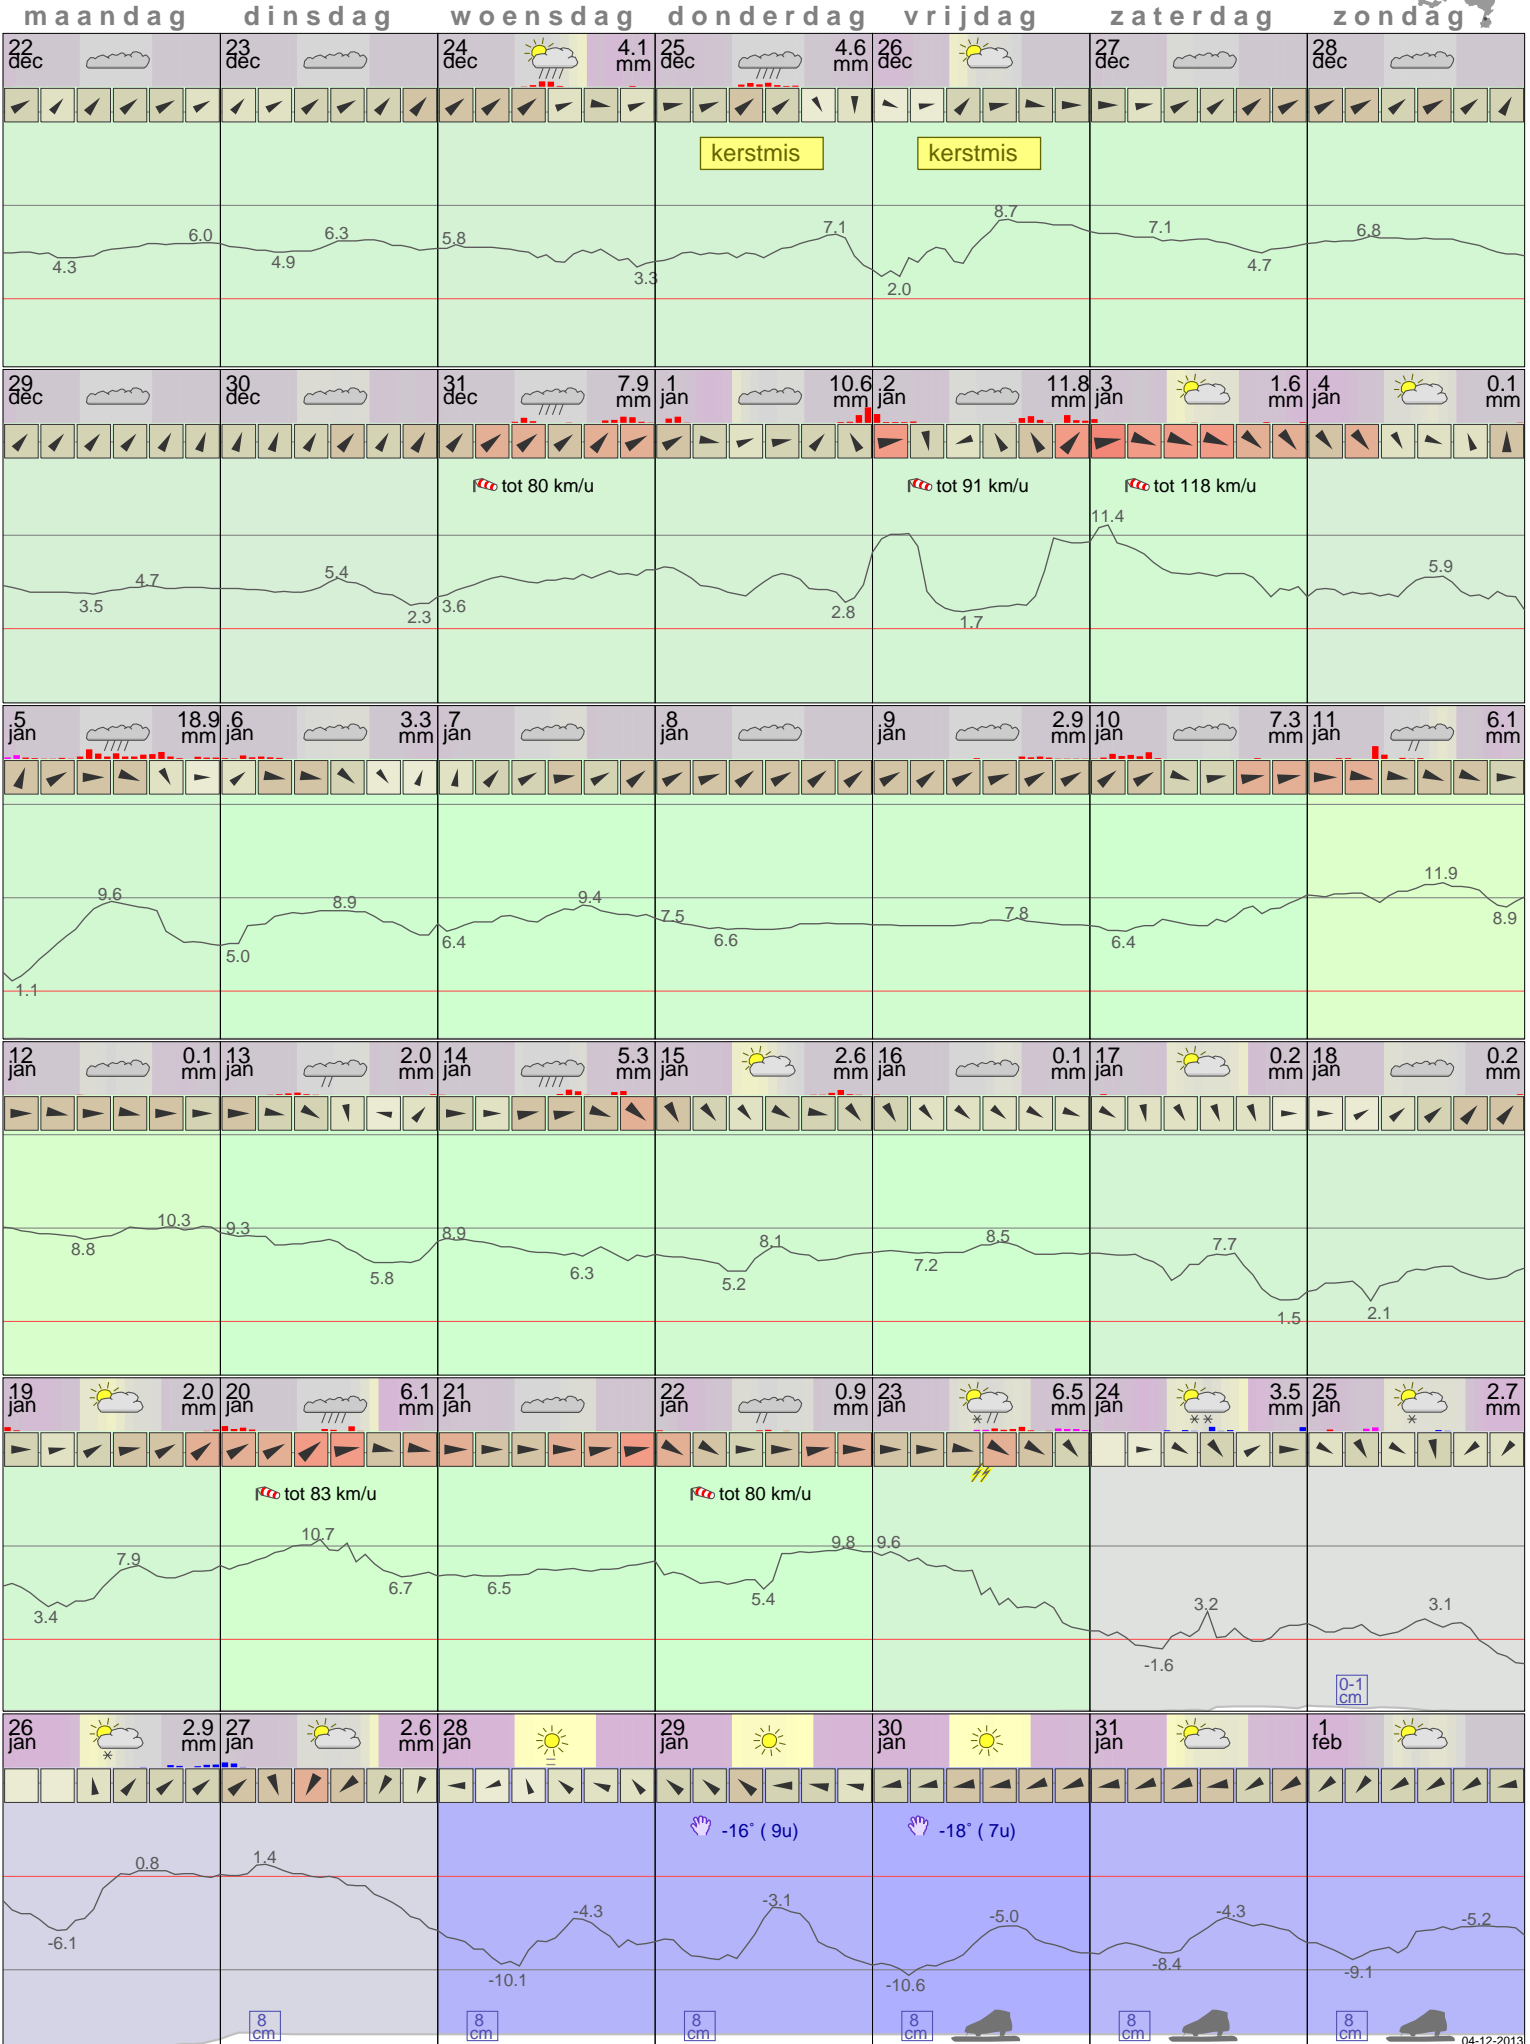 maandag dinsdag woensdag donderdag vrijdag zaterdag zondag
22 23 24 4.1 25 4.6 26 27 28
dec dec dec mm dec mm dec dec dec
kerstmis kerstmis
8.7
6.0 6.3 5.8 7.1 7.1 6.8
4.3 4.9 3.3 2.0 4.7
29 30 31 7.9 .1 10.6 .2 11.8 .3 1.6 .4 0.1
dec dec dec mm jan mm jan mm jan mm jan mm
tot 80 km/u tot 91 km/u tot 118 km/u
11.4
4.7 5.4 5.9
3.5 2.3 3.6 2.8 1.7
.5 18.9 .6 3.3 .7 .8 .9 2.9 10 7.3 11 6.1
jan mm jan mm jan jan jan mm jan mm jan mm
9.6 8.9 9.4 7.5 7.8 11.9
1.1 5.0 6.4 6.6 6.4 8.9
12 0.1 13 2.0 14 5.3 15 2.6 16 0.1 17 0.2 18 0.2
jan mm jan mm jan mm jan mm jan mm jan mm jan mm
10.3 9.3 8.9 8.1 8.5 7.7
8.8 5.8 6.3 5.2 7.2 1.5 2.1
19 2.0 20 6.1 21 22 0.9 23 6.5 24 3.5 25 2.7
jan mm jan mm jan jan mm jan mm jan mm jan mm
tot 83 km/u tot 80 km/u
7.9 10.7 9.8 9.6 3.2 3.1
3.4 6.7 6.5 5.4 -1.6
0-1
cm
26 2.9 27 2.6 28 29 30 31 1
jan mm jan mm jan jan jan jan feb
-16° ( 9u) -18° ( 7u)
0.8 1.4 -4.3 -3.1 -5.0 -4.3 -5.2
-6.1 -10.1 -10.6 -8.4 -9.1
8 8 8 8 8 8
cm cm cm cm cm cm
04-12-2013